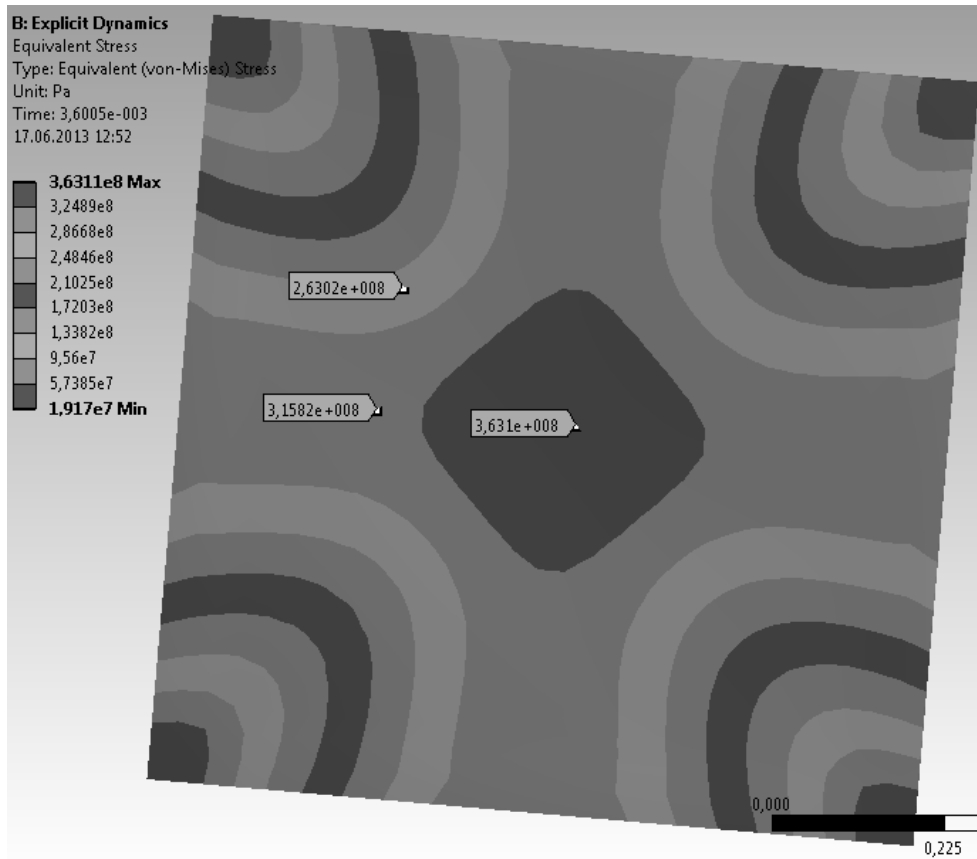 B: Explicit Dynamics
Equivalent Stress
Type: Equivalent (von-Mises) Stress
Unit: Pa
Time: 3,6005e-003
17.06.2013 12:52
3,6311e8 Max
3,2489e8
2,8668e8
2,4846e8
2,1025e8
1,7203e8
1,3382e8
9,56e7
5,7385e7
1,917e7 Min
2,6302e+008
3,1582e+008
3,631e+008
0,000
0,225